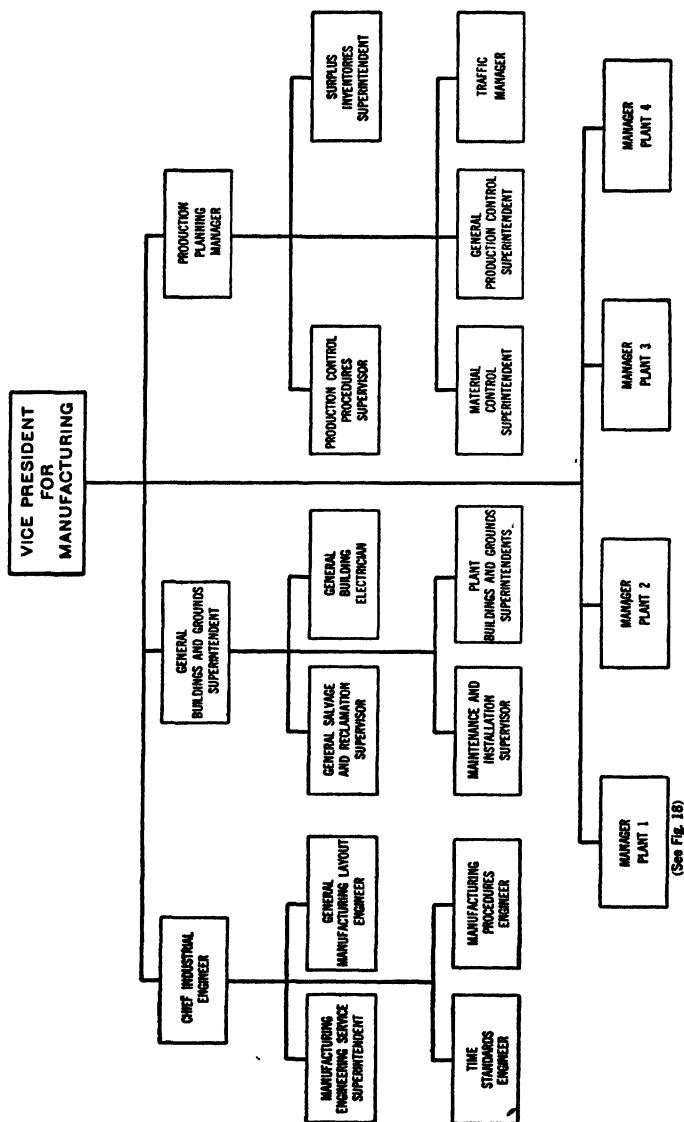 VICE PRESIDENT
FOR
MANUFACTURING
CHIEF INDUSTRIAL
ENGINEER
GENERAL
BUILDINGS AND GROUNDS
SUPERINTENDENT
PRODUCTION
PLANNING
MANAGER
MANUFACTURING
ENGINEERING SERVICE
SUPERINTENDENT
GENERAL
MANUFACTURING LAYOUT
ENGINEER
GENERAL SALVAGE
AND RECLAMATION
SUPERVISOR
GENERAL
BUILDING
ELECTRICIAN
PRODUCTION CONTROL
PROCEDURES
SUPERVISOR
SURPLUS
INVENTORIES
SUPERINTENDENT
TIME
STANDARDS
ENGINEER
MANUFACTURING
PROCEDURES
ENGINEER
MAINTENANCE AND
INSTALLATION
SUPERVISOR
PLANT
BUILDINGS AND GROUNDS
SUPERINTENDENTS
MATERIAL
CONTROL
SUPERINTENDENT
GENERAL
PRODUCTION CONTROL
SUPERINTENDENT
TRAFFIC
MANAGER
MANAGER
PLANT 1
(See Fig. 18)
MANAGER
PLANT 2
MANAGER
PLANT 3
MANAGER
PLANT 4